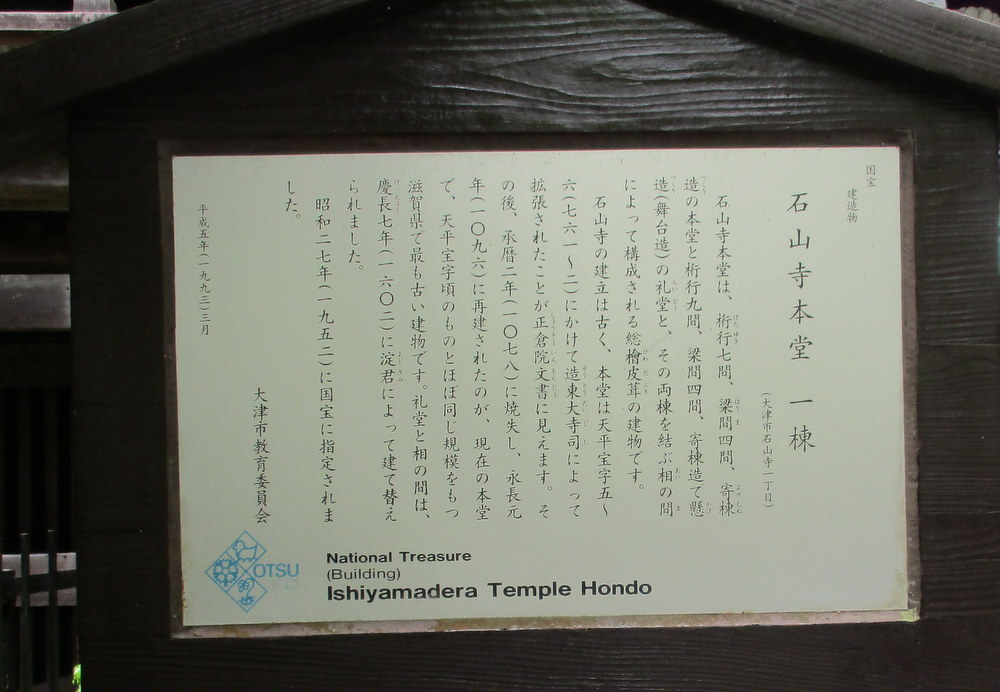 国宝 建造物
石山寺本堂 一棟
(大津市石山寺一丁目)
石山寺本堂は、桁行七間、梁間四間、寄棟
造の本堂と桁行九間、梁間四間、寄棟造で懸
造(舞台造)の礼堂と、その両棟を結ぶ相の間
によって構成される総檜皮葺の建物です。
石山寺の建立は古く、本堂は天平宝字五〜
六(七六一〜二)にかけて造東大寺司によって
拡張されたことが正倉院文書に見えます。そ
の後、承暦二年(一〇七八)に焼失し、永長元
年(一〇九六)に再建されたのが、現在の本堂
で、天平宝字頃のものとほぼ同じ規模をもつ
滋賀県で最も古い建物です。礼堂と相の間は、
慶長七年(一六〇二)に淀君によって建て替え
られました。
昭和二七年(一九五二)に国宝に指定されま
した。
平成五年(一九九三)三月
大津市教育委員会
OTSU
National Treasure
(Building)
Ishiyamadera Temple Hondo